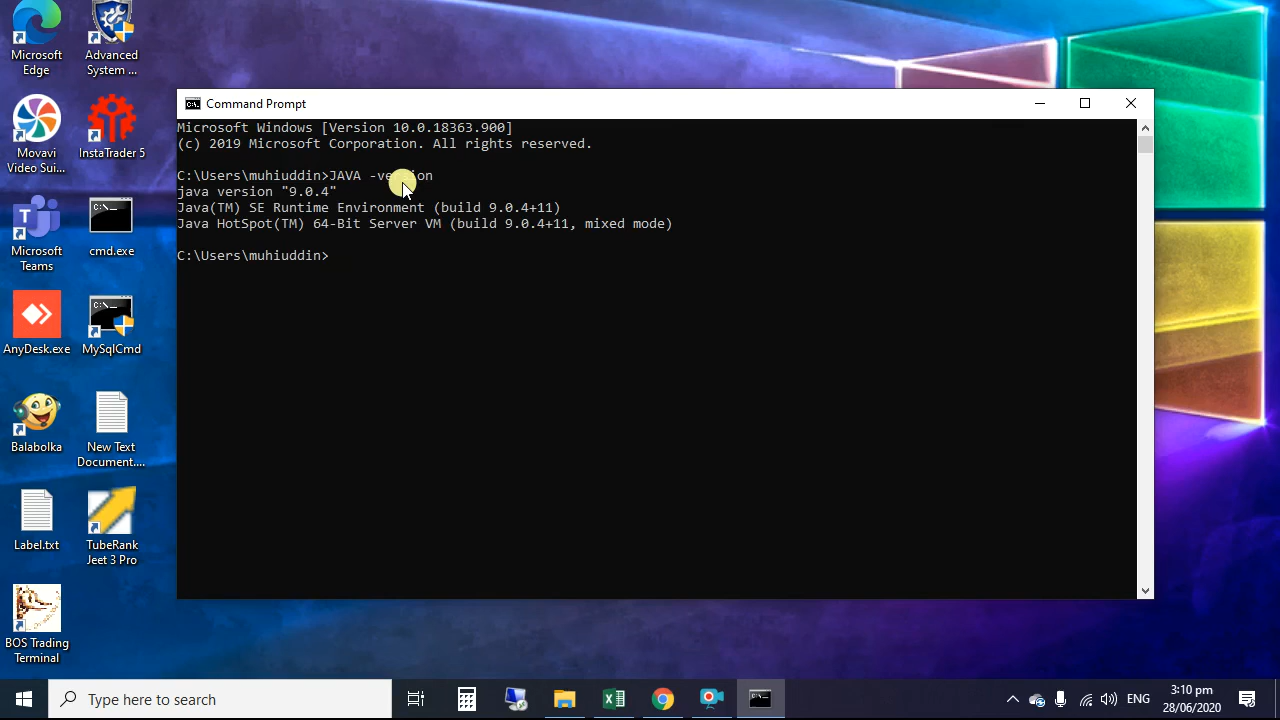 Microsoft
Edge
Advanced
System ...
Movavi
Video Sui...
InstaTrader 5
Microsoft
Teams
cmd.exe
AnyDesk.exe
MySqlCmd
Balabolka
New Text
Document....
Label.txt
TubeRank
Jeet 3 Pro
BOS Trading
Terminal
Command Prompt
Microsoft Windows [Version 10.0.18363.900]
(c) 2019 Microsoft Corporation. All rights reserved.
C:\Users\muhiuddin>JAVA -version
java version "9.0.4"
Java(TM) SE Runtime Environment (build 9.0.4+11)
Java HotSpot(TM) 64-Bit Server VM (build 9.0.4+11, mixed mode)
C:\Users\muhiuddin>
Type here to search
ENG
3:10 pm
28/06/2020